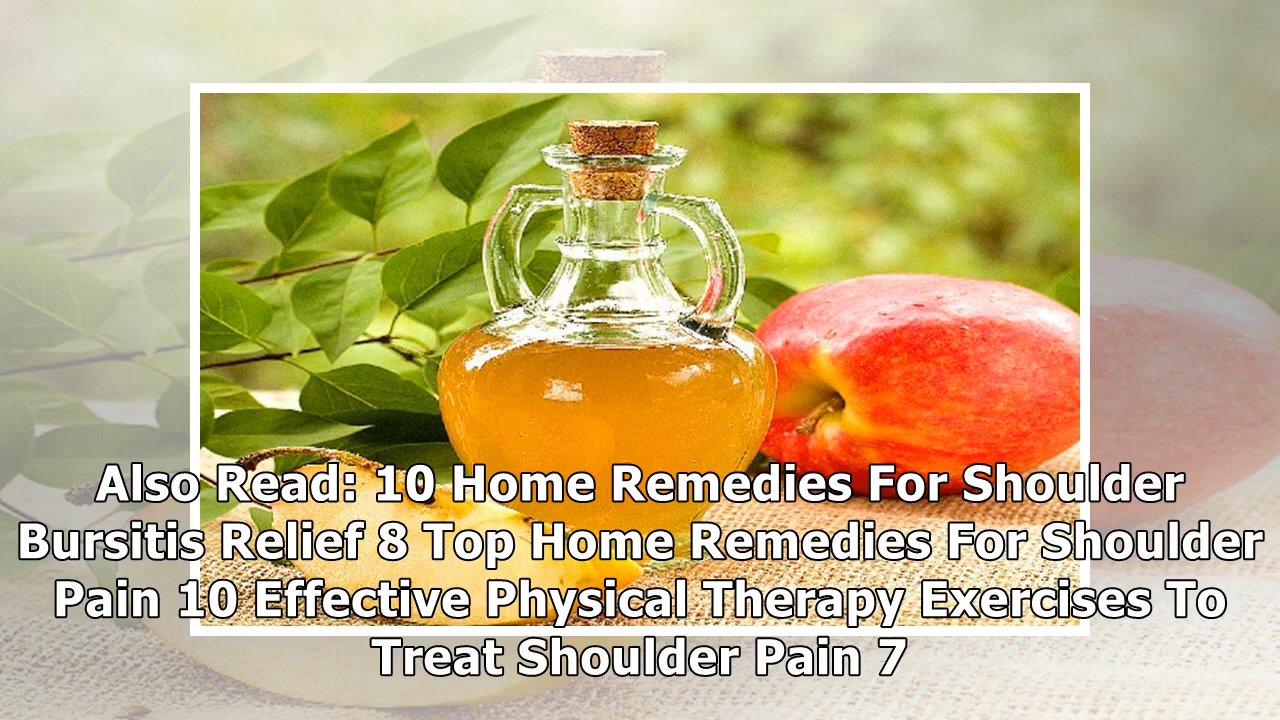 Also Read: 10 Home Remedies For Shoulder
Bursitis Relief 8 Top Home Remedies For Shoulder
Pain 10 Effective Physical Therapy Exercises To
Treat Shoulder Pain 7